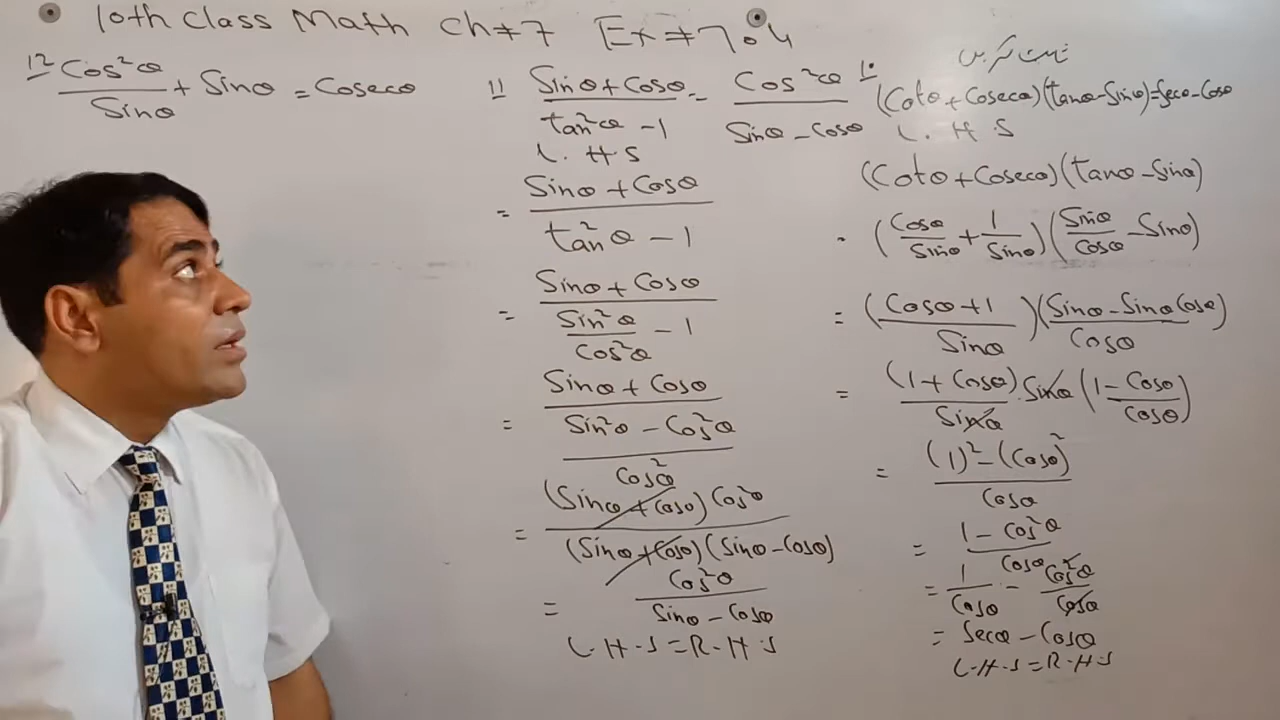 10th class Math Ch#7 Ex#7.4
12 Cos²θ/Sinθ + Sinθ = Cosecθ
11 Sinθ+Cosθ/tan²θ-1 = Cos²θ/Sinθ-Cosθ
L.H.S
= Sinθ+Cosθ/tan²θ-1
= Sinθ+Cosθ/(Sin²θ/Cos²θ - 1)
= Sinθ+Cosθ/(Sin²θ-Cos²θ/Cos²θ)
= (Sinθ+Cosθ)Cos²θ/(Sinθ+Cosθ)(Sinθ-Cosθ)
= Cos²θ/Sinθ-Cosθ
L.H.S=R.H.S
ثابت کریں
10 (Cotθ+Cosecθ)(tanθ-Sinθ)=Secθ-Cosθ
L.H.S
(Cotθ+Cosecθ)(tanθ-Sinθ)
= (Cosθ/Sinθ + 1/Sinθ)(Sinθ/Cosθ - Sinθ)
= (Cosθ+1/Sinθ)(Sinθ-SinθCosθ/Cosθ)
= (1+Cosθ)/Sinθ . Sinθ(1-Cosθ/Cosθ)
= (1)²-(Cosθ)²/Cosθ
= 1-Cos²θ/Cosθ
= 1/Cosθ - Cos²θ/Cosθ
= Secθ-Cosθ
L.H.S=R.H.S